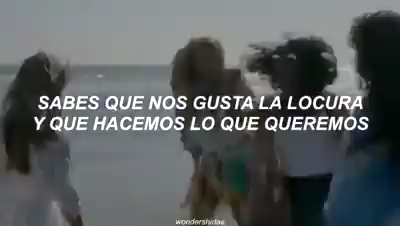 SABES QUE NOS GUSTA LA LOCURA
Y QUE HACEMOS LO QUE QUEREMOS
wondershidae